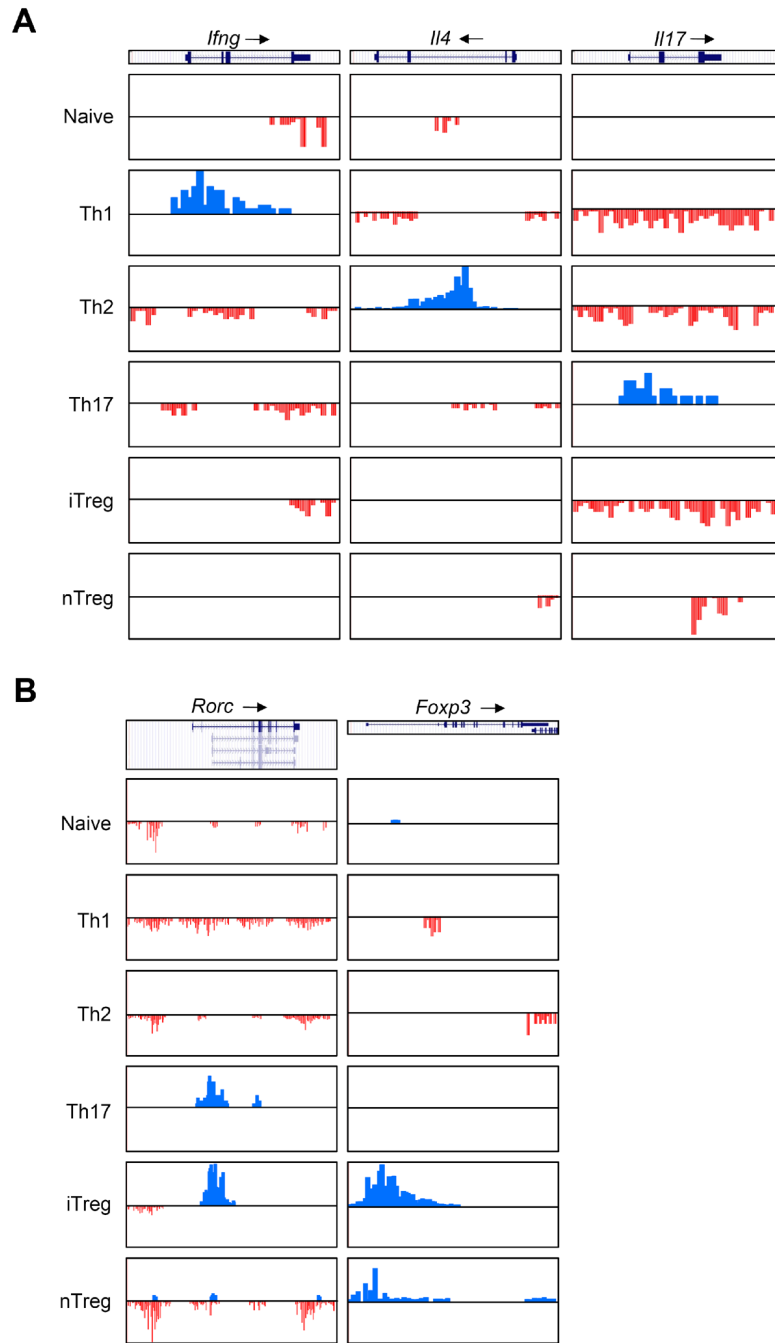 A
Ifng → Il4 ← Il17 →
Naive
Th1
Th2
Th17
iTreg
nTreg
B
Rorc → Foxp3 →
Naive
Th1
Th2
Th17
iTreg
nTreg